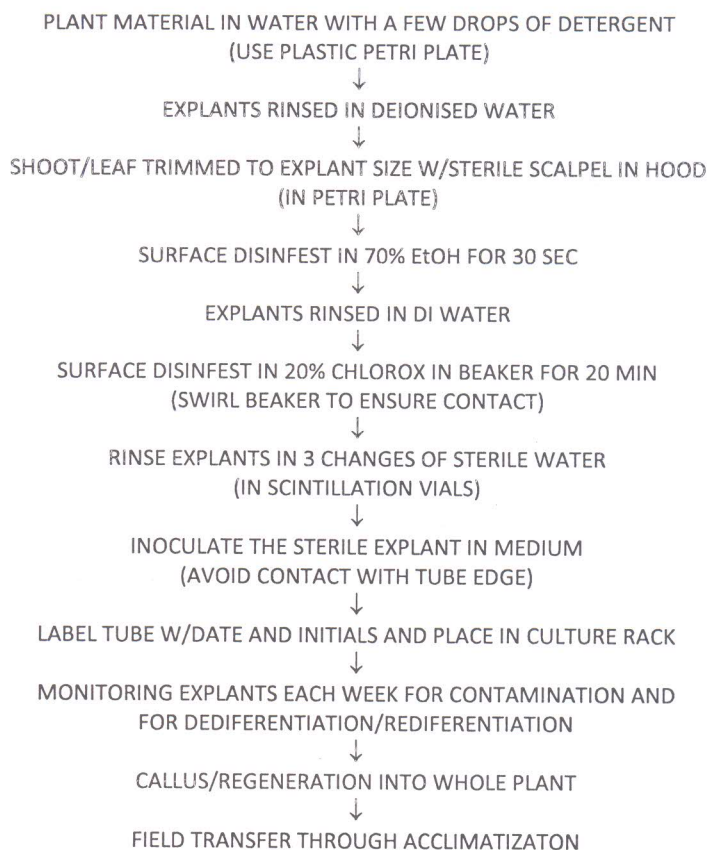 PLANT MATERIAL IN WATER WITH A FEW DROPS OF DETERGENT
(USE PLASTIC PETRI PLATE)
↓
EXPLANTS RINSED IN DEIONISED WATER
↓
SHOOT/LEAF TRIMMED TO EXPLANT SIZE W/STERILE SCALPEL IN HOOD
(IN PETRI PLATE)
↓
SURFACE DISINFEST IN 70% EtOH FOR 30 SEC
↓
EXPLANTS RINSED IN DI WATER
↓
SURFACE DISINFEST IN 20% CHLOROX IN BEAKER FOR 20 MIN
(SWIRL BEAKER TO ENSURE CONTACT)
↓
RINSE EXPLANTS IN 3 CHANGES OF STERILE WATER
(IN SCINTILLATION VIALS)
↓
INOCULATE THE STERILE EXPLANT IN MEDIUM
(AVOID CONTACT WITH TUBE EDGE)
↓
LABEL TUBE W/DATE AND INITIALS AND PLACE IN CULTURE RACK
↓
MONITORING EXPLANTS EACH WEEK FOR CONTAMINATION AND
FOR DEDIFERENTIATION/REDIFERENTIATION
↓
CALLUS/REGENERATION INTO WHOLE PLANT
↓
FIELD TRANSFER THROUGH ACCLIMATIZATON